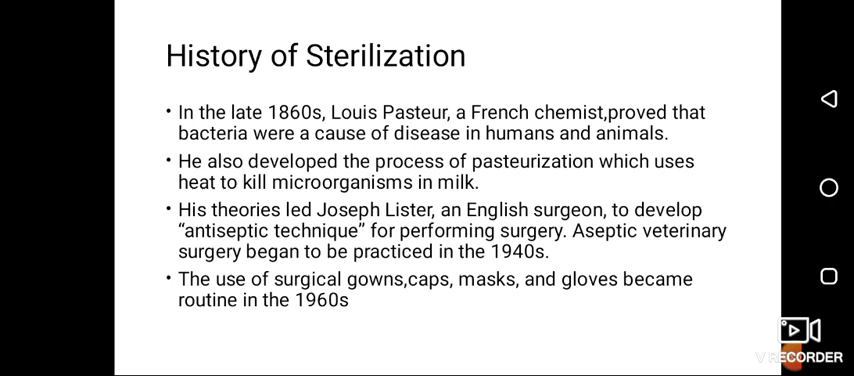 History of Sterilization
• In the late 1860s, Louis Pasteur, a French chemist,proved that
bacteria were a cause of disease in humans and animals.
• He also developed the process of pasteurization which uses
heat to kill microorganisms in milk.
• His theories led Joseph Lister, an English surgeon, to develop
“antiseptic technique” for performing surgery. Aseptic veterinary
surgery began to be practiced in the 1940s.
• The use of surgical gowns,caps, masks, and gloves became
routine in the 1960s
V RECORDER